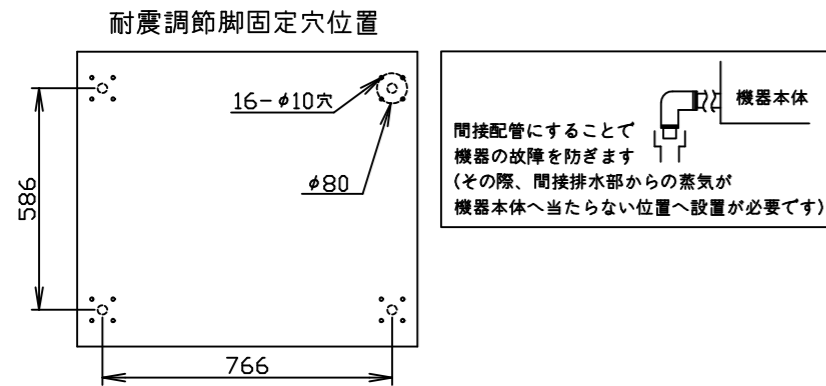 耐震調節脚固定穴位置
16-φ10穴
φ80
586
766
機器本体
間接配管にすることで
機器の故障を防ぎます
(その際、間接排水部からの蒸気が
機器本体へ当たらない位置へ設置が必要です)